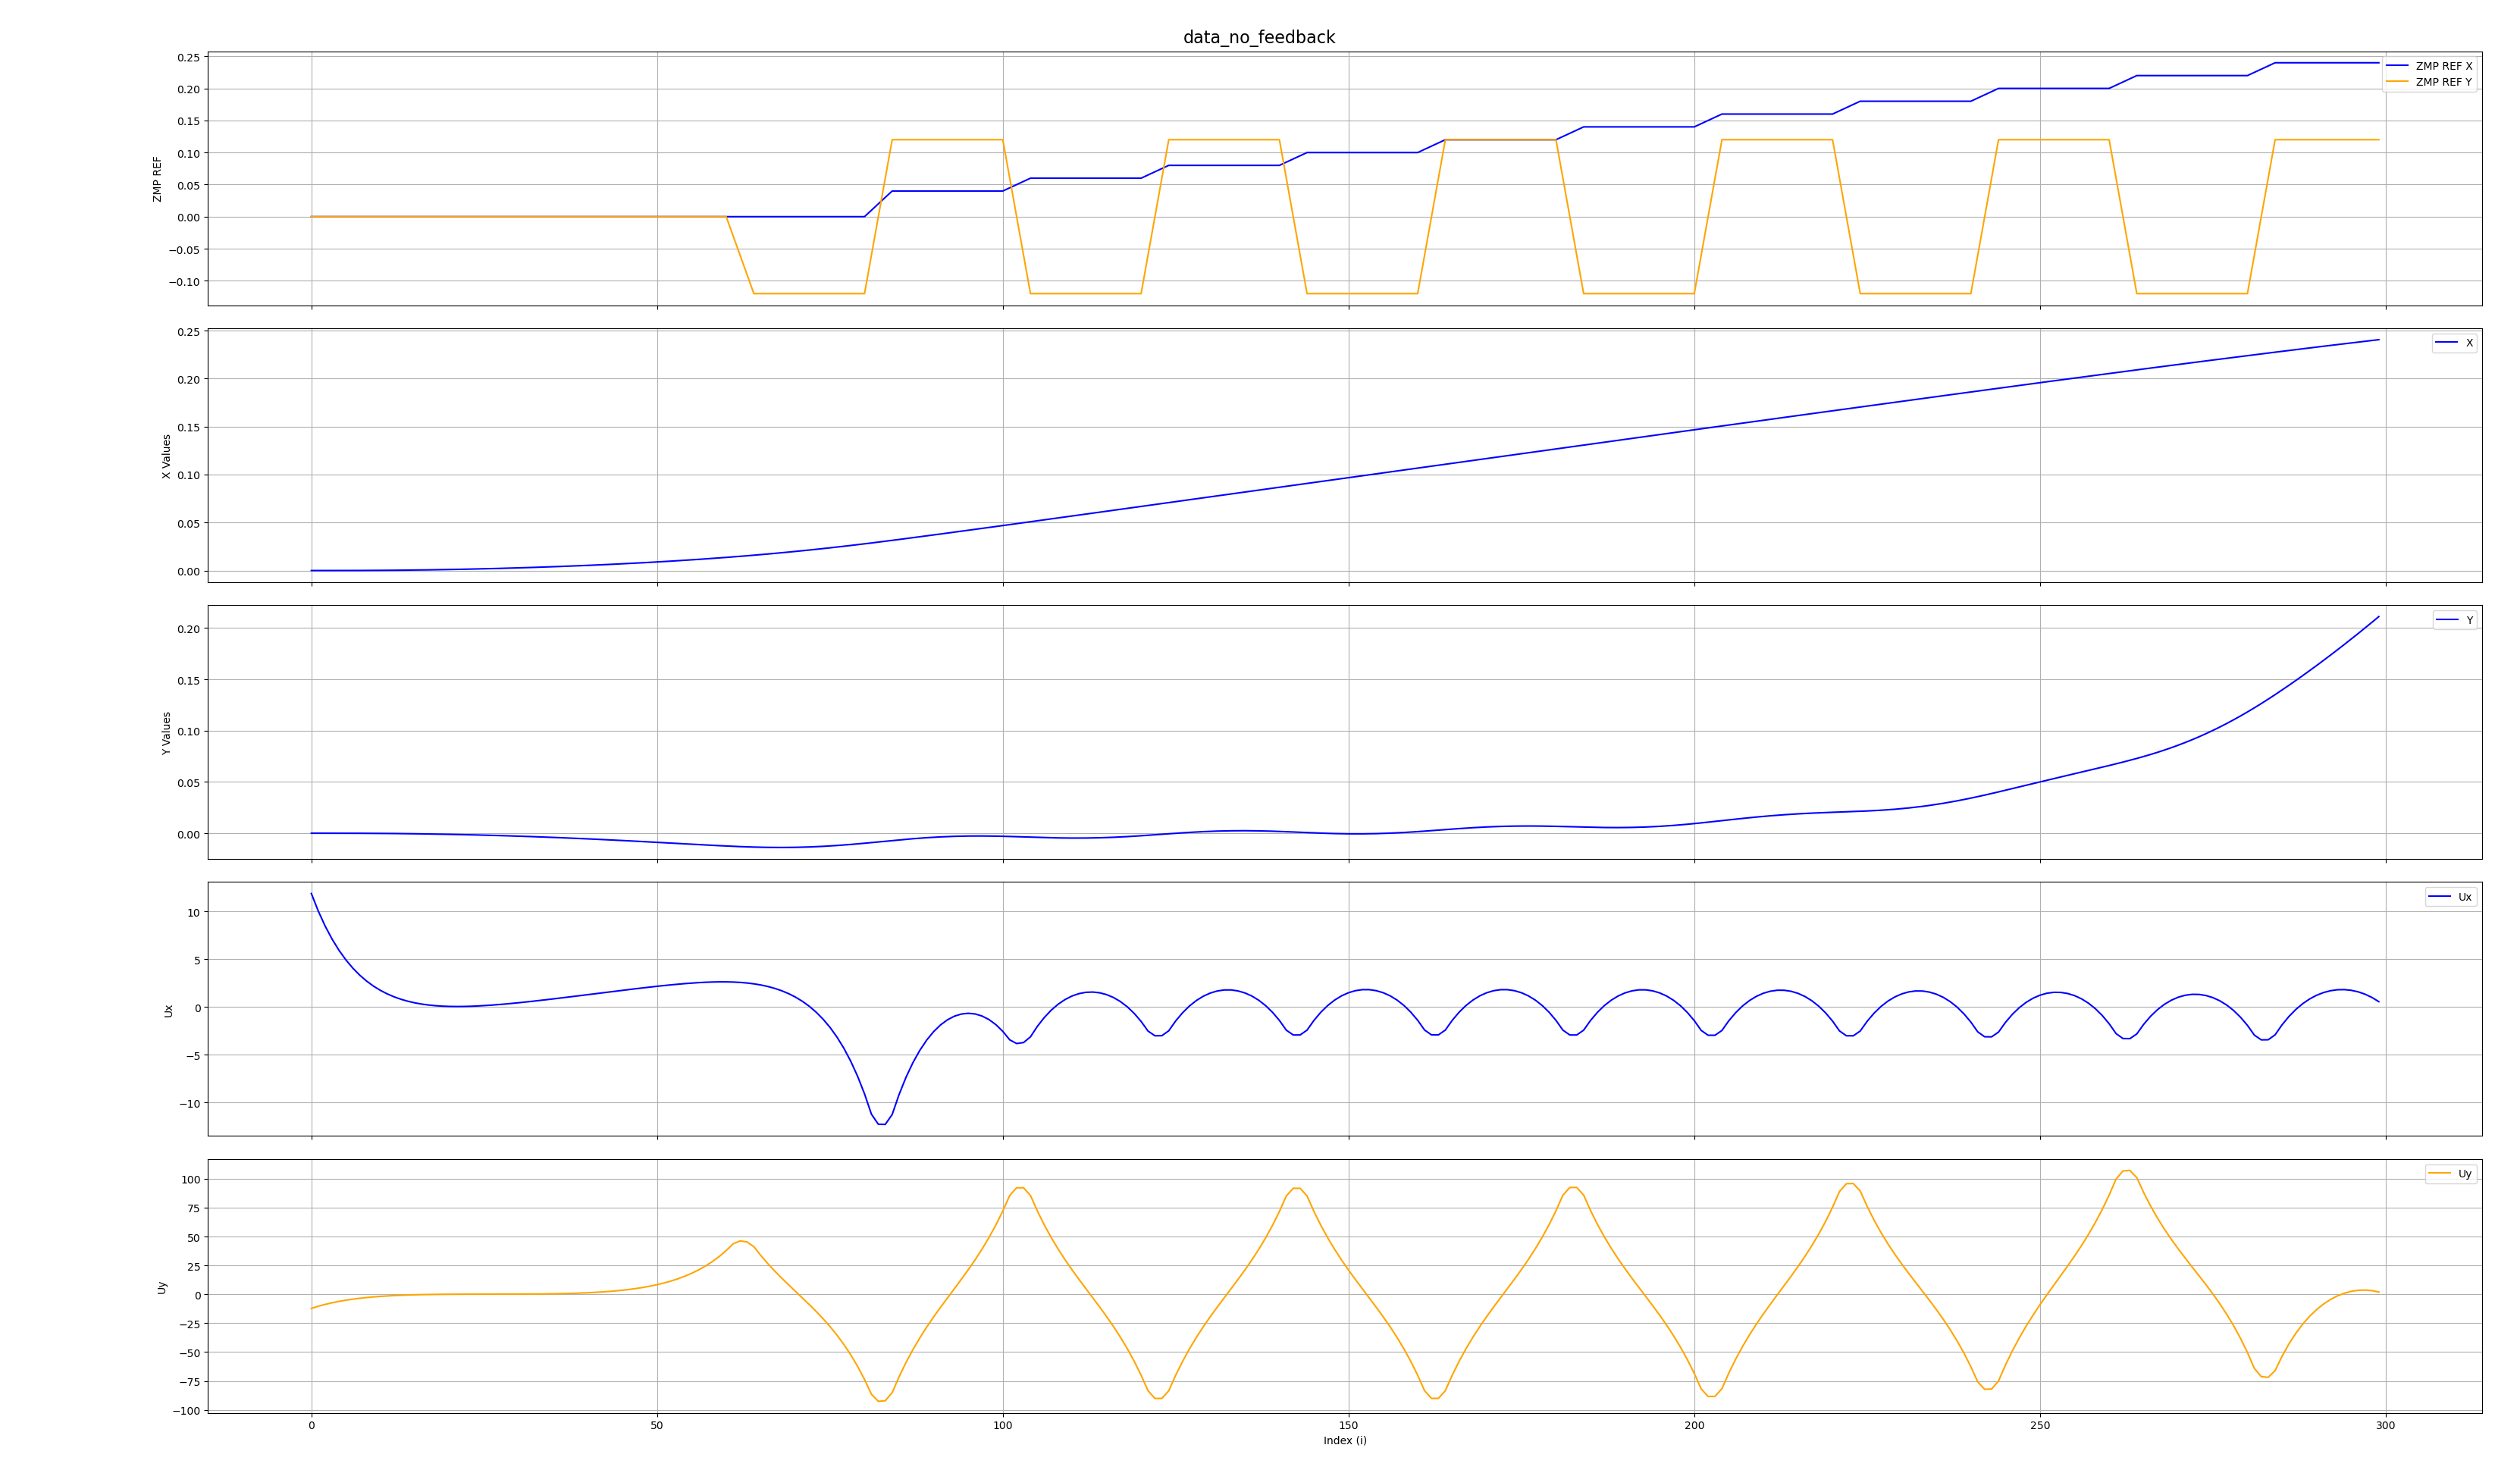 data_no_feedback
0.25
0.20
0.15
0.10
0.05
0.00
−0.05
−0.10
ZMP REF
ZMP REF X
ZMP REF Y
0.25
0.20
0.15
0.10
0.05
0.00
X Values
X
0.20
0.15
0.10
0.05
0.00
Y Values
Y
10
5
0
−5
−10
Ux
Ux
100
75
50
25
0
−25
−50
−75
−100
Uy
Uy
0 50 100 150 200 250 300
Index (i)